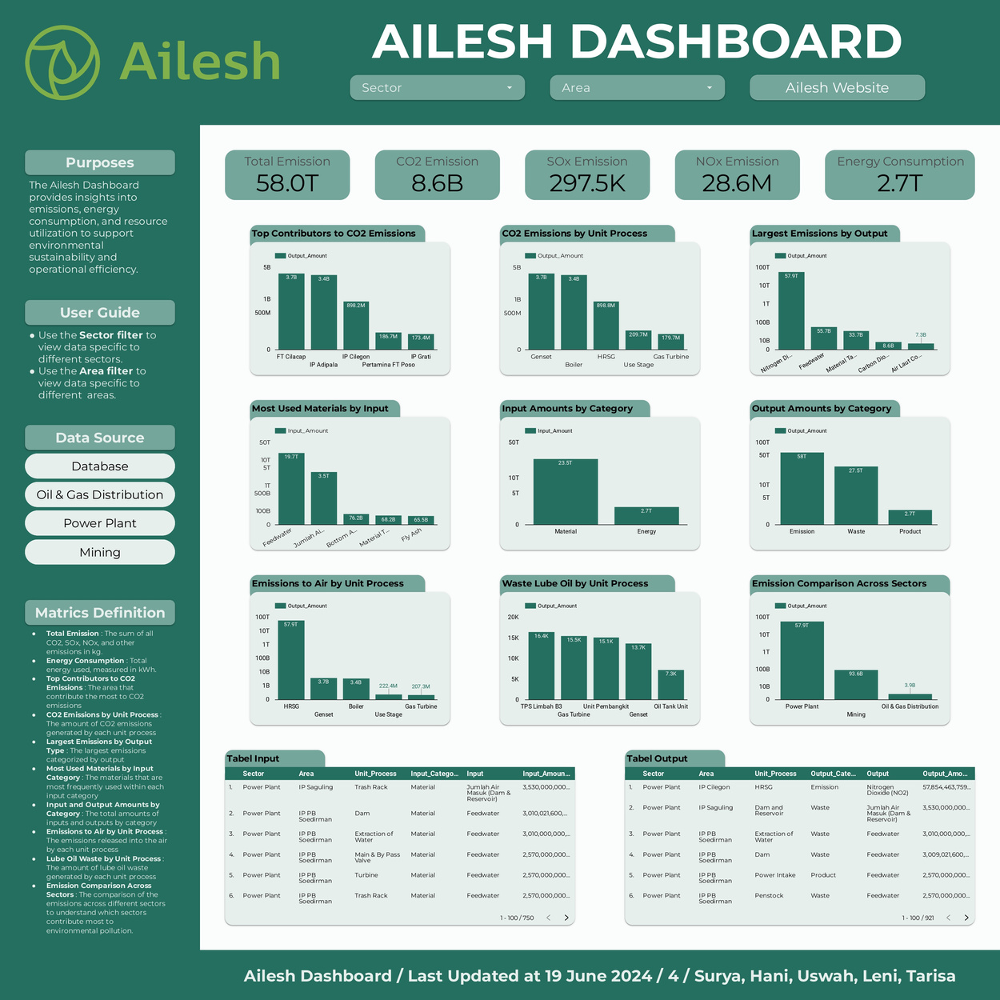 Ailesh
AILESH DASHBOARD
Sector
Area
Ailesh Website
Purposes
The Ailesh Dashboard
provides insights into
emissions, energy
consumption, and resource
utilization to support
environmental
sustainability and
operational efficiency.
User Guide
● Use the Sector filter to
view data specific to
different sectors.
● Use the Area filter to
view data specific to
different areas.
Data Source
Database
Oil & Gas Distribution
Power Plant
Mining
Matrics Definition
● Total Emission : The sum of all
CO2, SOx, NOx, and other
emissions in kg.
● Energy Consumption : Total
energy used, measured in kWh.
● Top Contributors to CO2
Emissions : The area that
contribute the most to CO2
emissions
● CO2 Emissions by Unit Process :
The amount of CO2 emissions
generated by each unit process
● Largest Emissions by Output
Type : The largest emissions
categorized by output
● Most Used Materials by Input
Category : The materials that are
most frequently used within each
input category
● Input and Output Amounts by
Category : The total amounts of
inputs and outputs by category
● Emissions to Air by Unit Process :
The emissions released into the air
by each unit process
● Lube Oil Waste by Unit Process :
The amount of lube oil waste
generated by each unit process
● Emission Comparison Across
Sectors : The comparison of the
emissions across different sectors
to understand which sectors
contribute most to
environmental pollution.
Total Emission
58.0T
CO2 Emission
8.6B
SOx Emission
297.5K
NOx Emission
28.6M
Energy Consumption
2.7T
Top Contributors to CO2 Emissions
Output_Amount
5B
1B
500M
0
3.7B
3.4B
898.2M
186.7M
173.4M
FT Cilacap
IP Adipala
IP Cilegon
Pertamina FT Poso
IP Grati
CO2 Emissions by Unit Process
Output_Amount
5B
1B
500M
0
3.7B
3.4B
898.8M
209.7M
179.7M
Genset
Boiler
HRSG
Use Stage
Gas Turbine
Largest Emissions by Output
Output_Amount
100T
10T
1T
100B
10B
0
57.9T
55.7B
33.7B
8.6B
7.3B
Nitrogen Di...
Feedwater
Material Ta...
Carbon Dio...
Air Laut Co...
Most Used Materials by Input
Input_Amount
50T
10T
5T
1T
500B
100B
0
19.7T
3.5T
76.2B
68.2B
65.5B
Feedwater
Jumlah Ai...
Bottom A...
Material T...
Fly Ash
Input Amounts by Category
Input_Amount
50T
10T
5T
0
23.5T
2.7T
Material
Energy
Output Amounts by Category
Output_Amount
100T
50T
10T
5T
0
58T
27.5T
2.7T
Emission
Waste
Product
Emissions to Air by Unit Process
Output_Amount
100T
10T
1T
100B
10B
1B
0
57.9T
3.7B
3.4B
222.4M
207.3M
HRSG
Genset
Boiler
Use Stage
Gas Turbine
Waste Lube Oil by Unit Process
Output_Amount
20K
15K
10K
5K
0
16.4K
15.5K
15.1K
13.7K
7.3K
TPS Limbah B3
Gas Turbine
Unit Pembangkit
Genset
Oil Tank Unit
Emission Comparison Across Sectors
Output_Amount
100T
10T
1T
100B
10B
0
57.9T
93.6B
3.9B
Power Plant
Mining
Oil & Gas Distribution
Tabel Input
Sector Area Unit_Process Input_Catego... Input Input_Amoun...
1. Power Plant IP Saguling Trash Rack Material Jumlah Air Masuk (Dam & Reservoir) 3,530,000,000...
2. Power Plant IP PB Soedirman Dam Material Feedwater 3,010,021,600,...
3. Power Plant IP PB Soedirman Extraction of Water Material Feedwater 3,010,000,000,...
4. Power Plant IP PB Soedirman Main & By Pass Valve Material Feedwater 2,570,000,000...
5. Power Plant IP PB Soedirman Turbine Material Feedwater 2,570,000,000...
6. Power Plant IP PB Soedirman Trash Rack Material Feedwater 2,570,000,000...
1 - 100 / 750
Tabel Output
Sector Area Unit_Process Output_Cate... Output Output_Amo...
1. Power Plant IP Cilegon HRSG Emission Nitrogen Dioxide (NO2) 57,854,463,759...
2. Power Plant IP Saguling Dam and Reservoir Waste Jumlah Air Masuk (Dam & Reservoir) 3,530,000,000...
3. Power Plant IP PB Soedirman Extraction of Water Waste Feedwater 3,010,000,000,...
4. Power Plant IP PB Soedirman Dam Waste Feedwater 3,009,021,600,...
5. Power Plant IP PB Soedirman Power Intake Product Feedwater 2,570,000,000...
6. Power Plant IP PB Soedirman Penstock Waste Feedwater 2,570,000,000...
1 - 100 / 921
Ailesh Dashboard / Last Updated at 19 June 2024 / 4 / Surya, Hani, Uswah, Leni, Tarisa